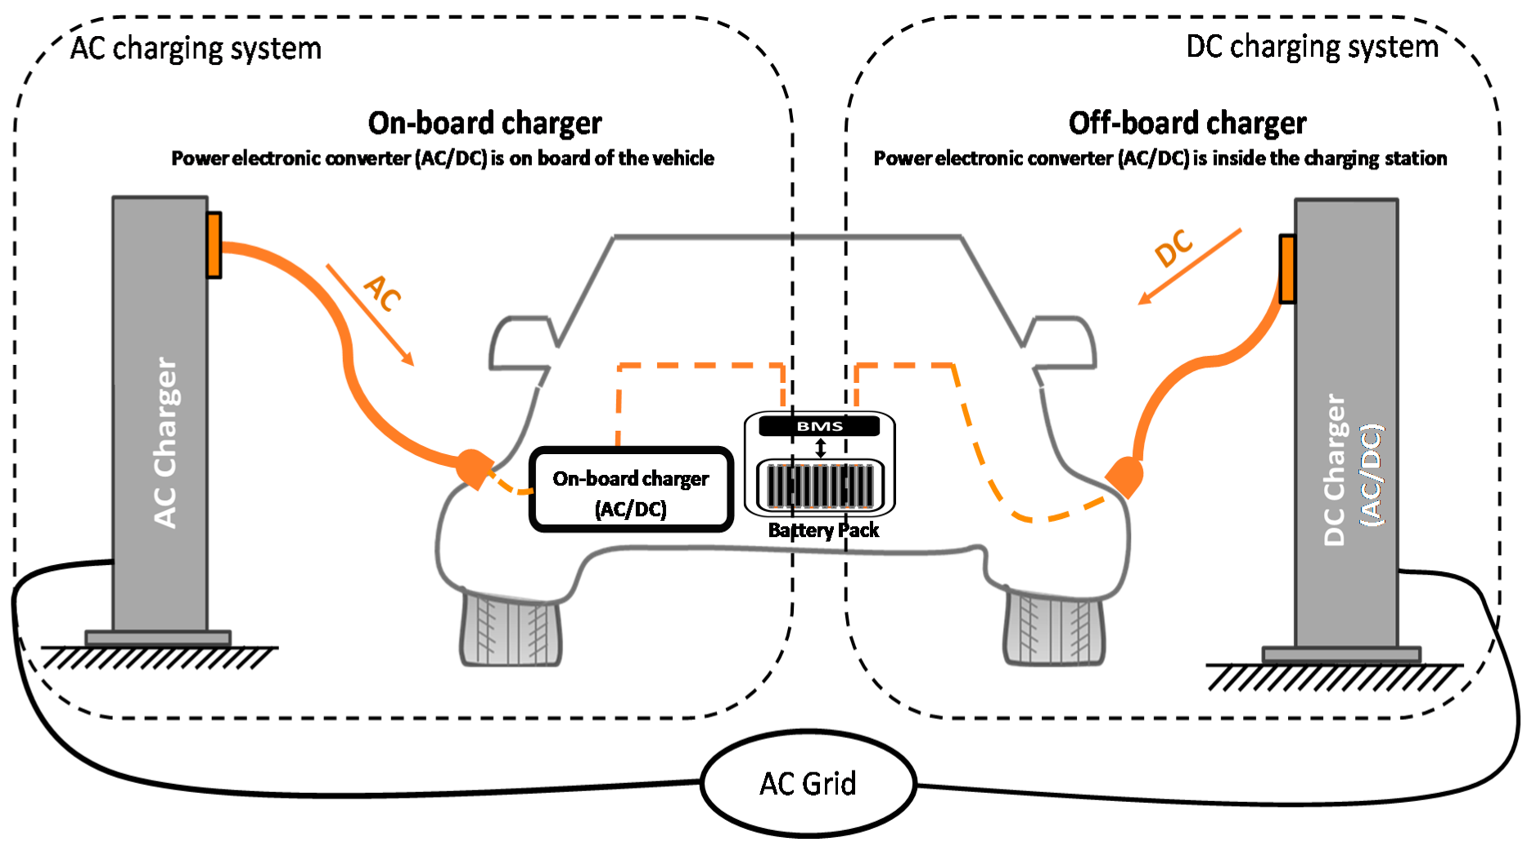 AC charging system
DC charging system
On-board charger
Power electronic converter (AC/DC) is on board of the vehicle
Off-board charger
Power electronic converter (AC/DC) is inside the charging station
AC
DC
AC Charger
On-board charger
(AC/DC)
BMS
Battery Pack
DC Charger
(AC/DC)
AC Grid